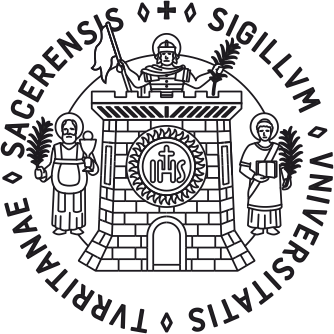 SIGILLVM ◊ VNIVERSITATIS ◊ TVRRITANAE ◊ SACERENSIS ◊ + ◊
IHS